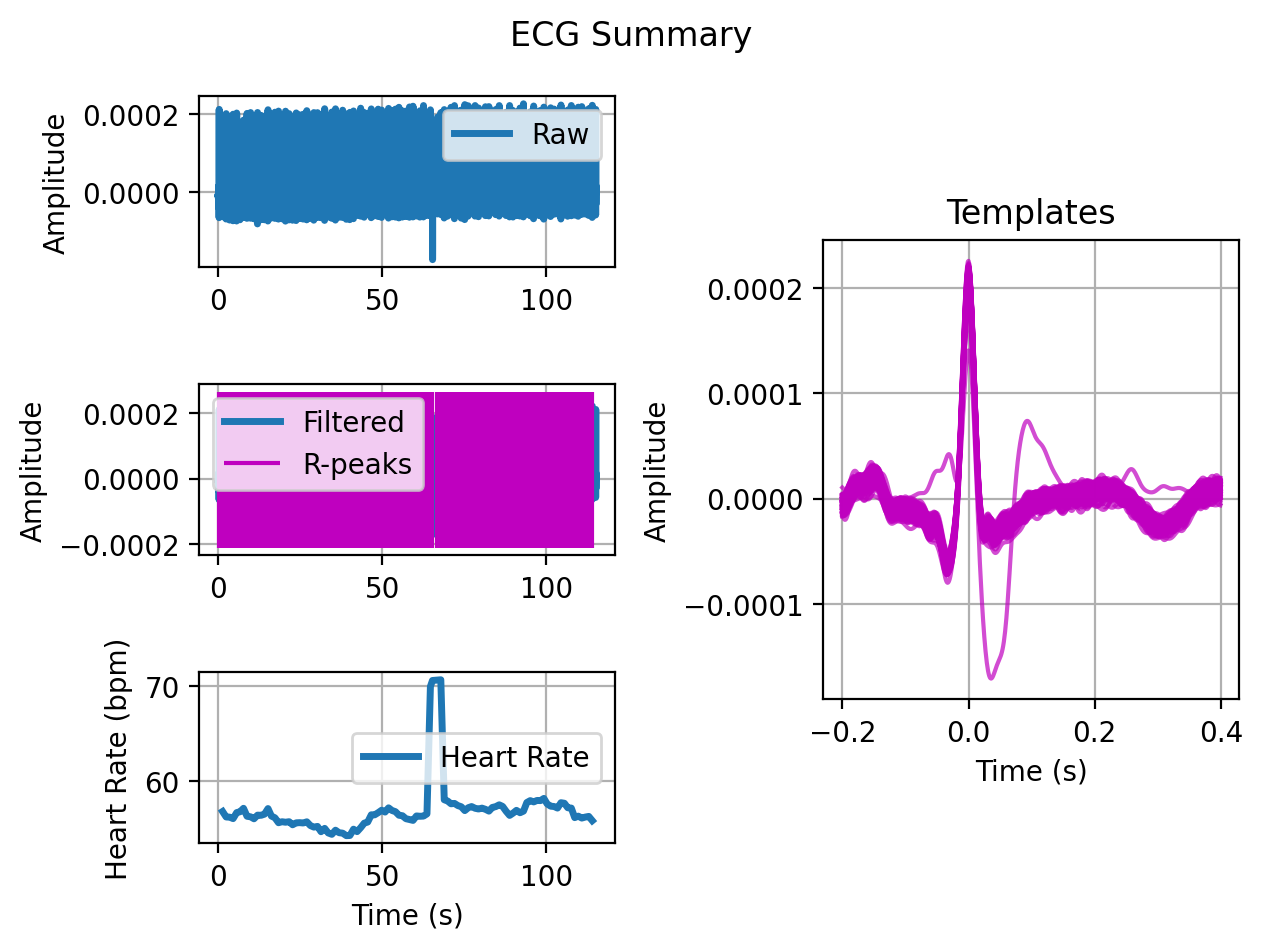 ECG Summary
Amplitude
0.0002
0.0000
Raw
0
50
100
Amplitude
0.0002
0.0000
−0.0002
Filtered
R-peaks
0
50
100
Heart Rate (bpm)
70
60
Heart Rate
0
50
100
Time (s)
Templates
Amplitude
0.0002
0.0001
0.0000
−0.0001
−0.2
0.0
0.2
0.4
Time (s)